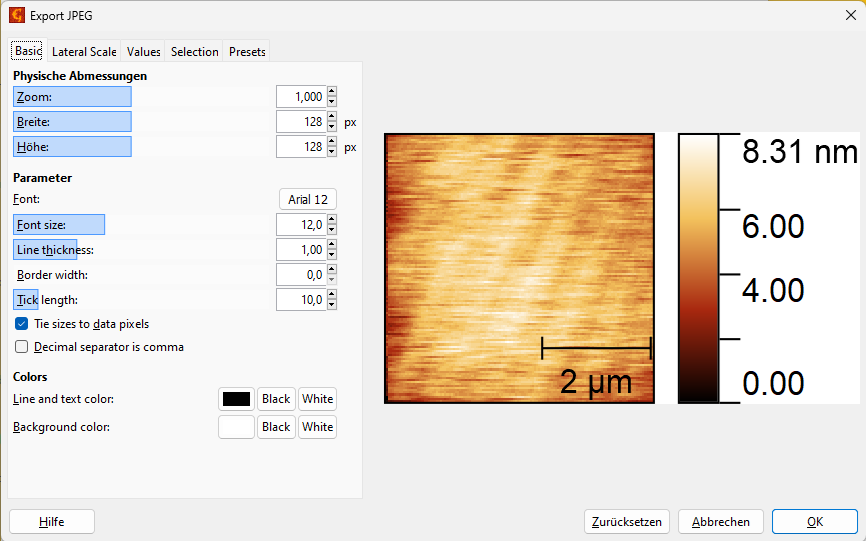 Export JPEG
Basic Lateral Scale Values Selection Presets
Physische Abmessungen
Zoom: 1,000
Breite: 128 px
Höhe: 128 px
Parameter
Font: Arial 12
Font size: 12,0
Line thickness: 1,00
Border width: 0,0
Tick length: 10,0
Tie sizes to data pixels
Decimal separator is comma
Colors
Line and text color: Black White
Background color: Black White
2 µm
8.31 nm
6.00
4.00
0.00
Hilfe Zurücksetzen Abbrechen OK